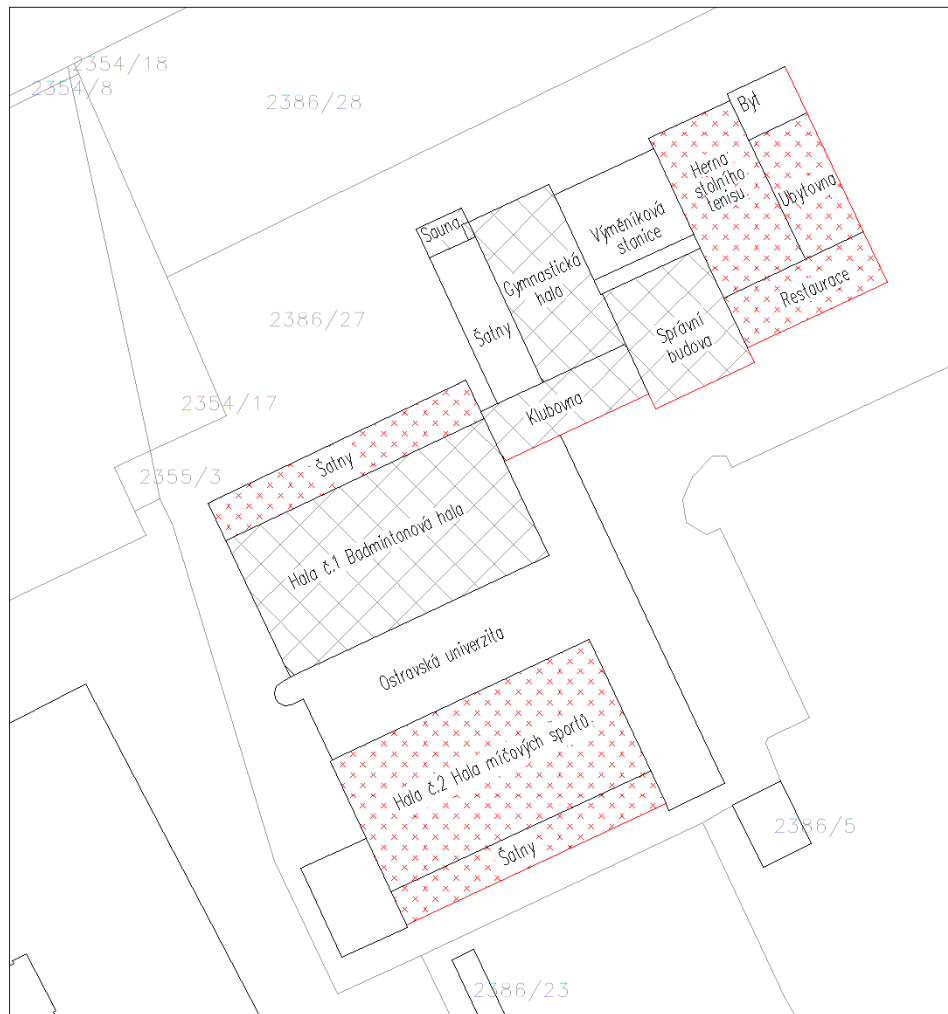 2354/18
2354/8
2386/28
Byt
Herna
stolního
tenisu
Ubytovna
Sauna
Výměníková
stanice
Gymnastická
hala
Restaurace
2386/27
Šatny
Správní
budova
2354/17
Klubovna
Šatny
2355/3
Hala č.1 Badmintonová hala
Ostravská univerzita
Hala č.2 Hala míčových sportů.
2386/5
Šatny
2386/23